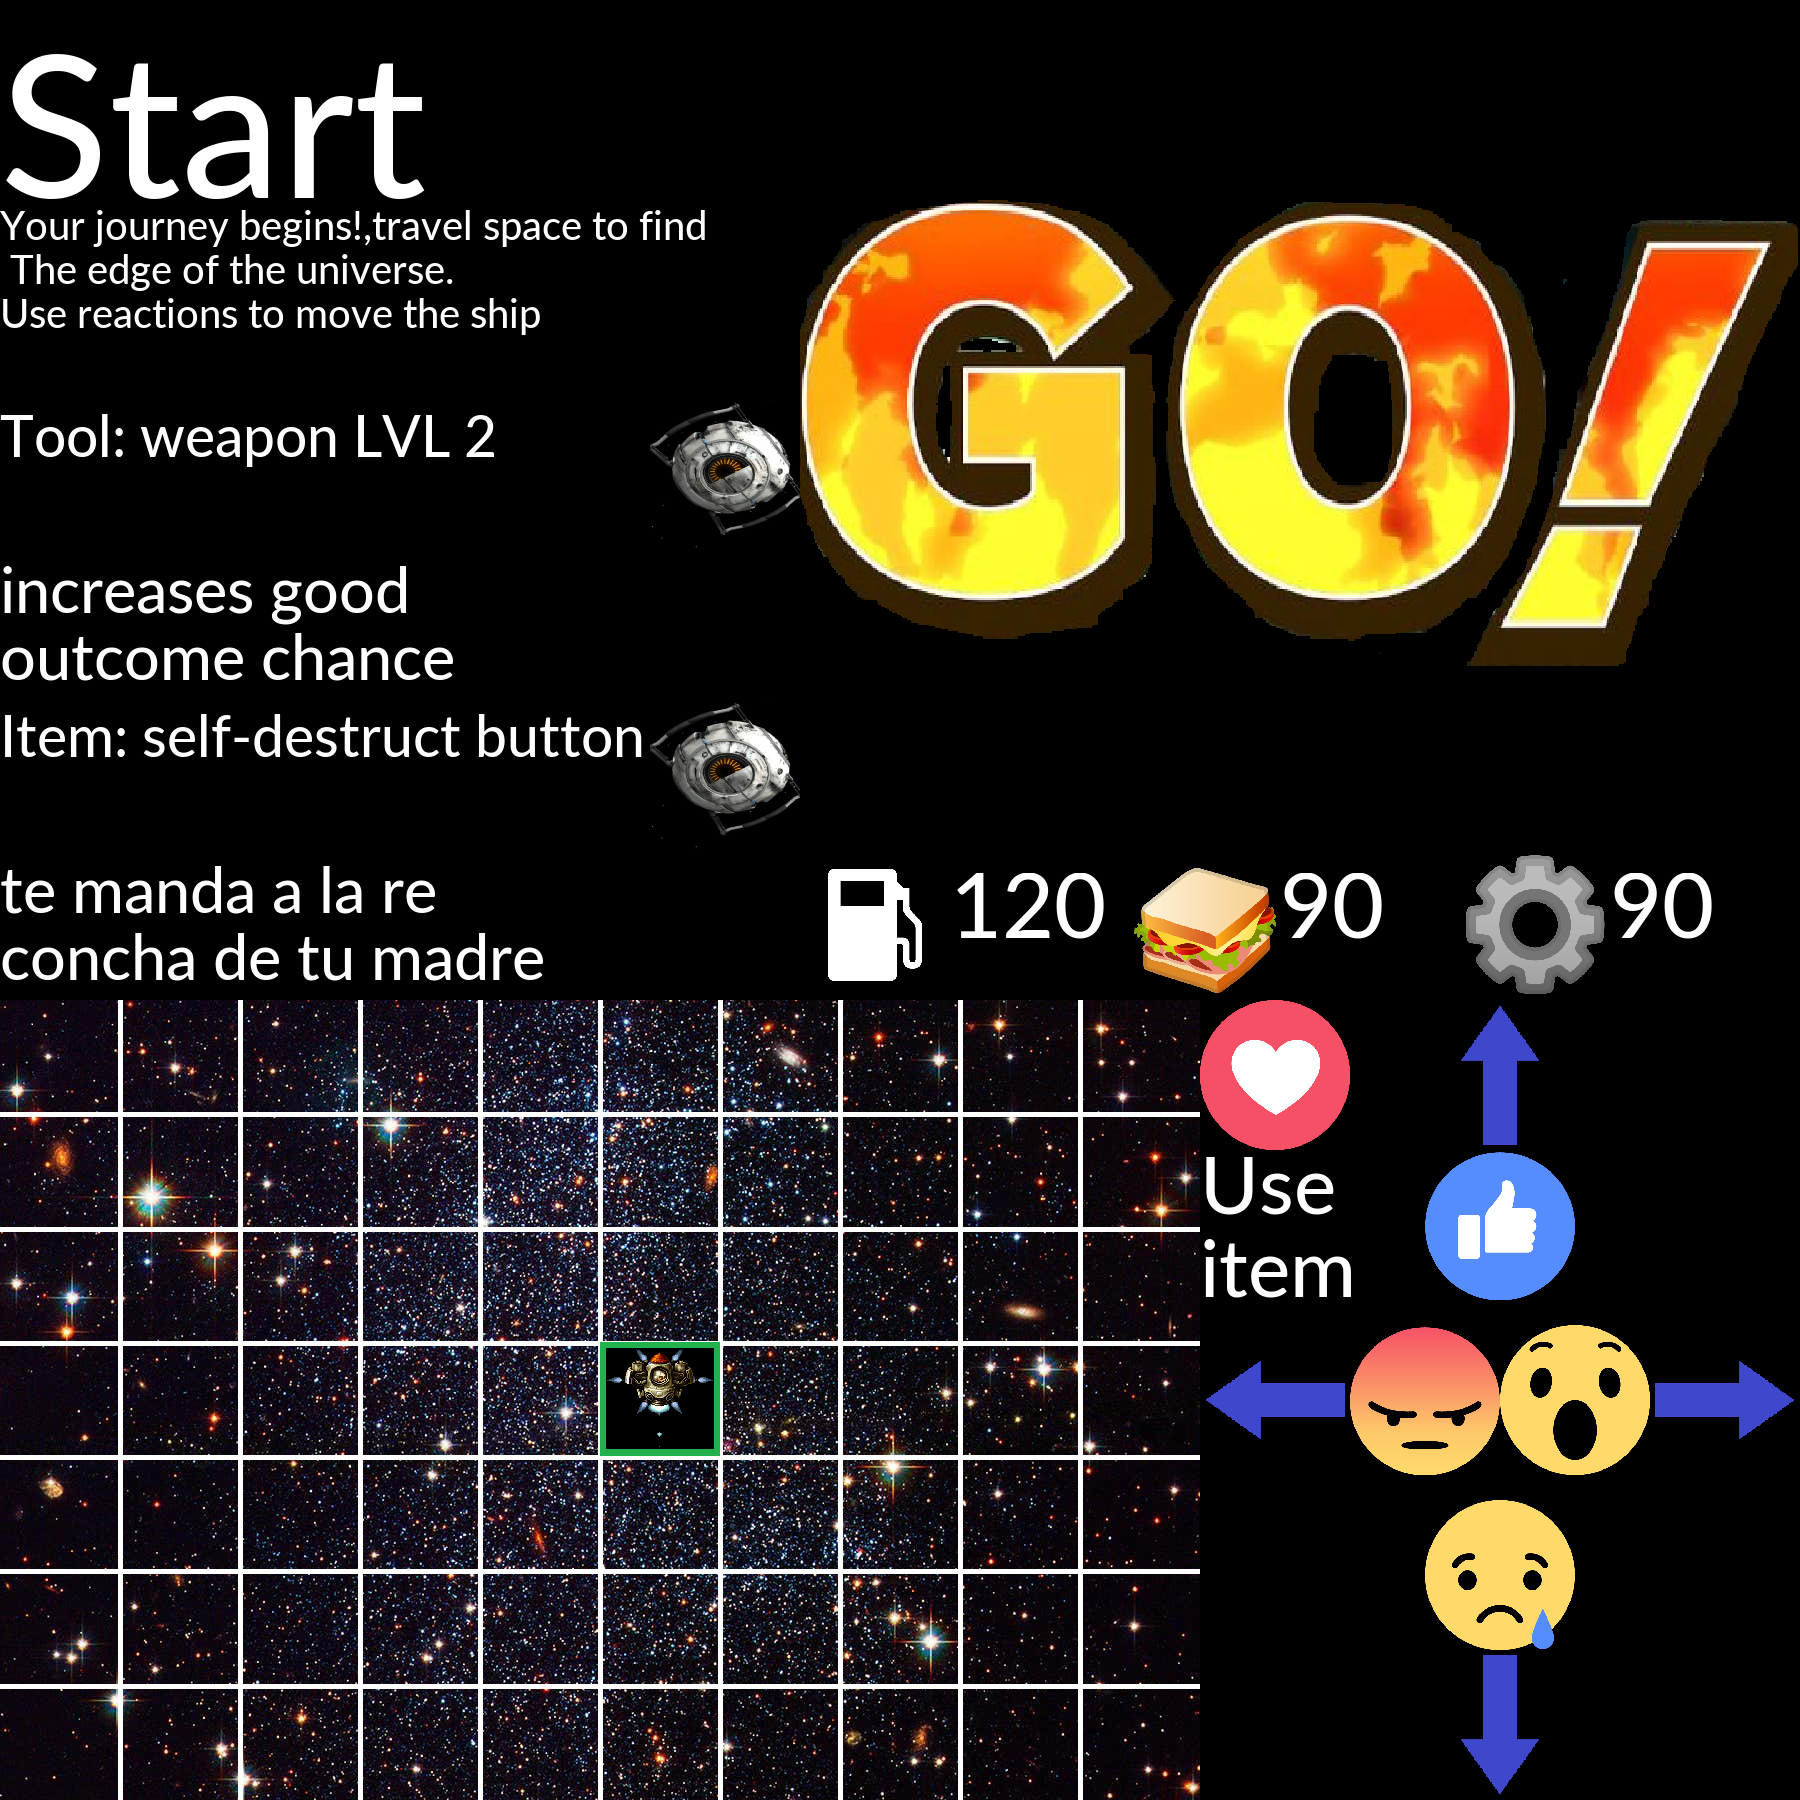 Start
Your journey begins!,travel space to find
The edge of the universe.
Use reactions to move the ship
GO!
Tool: weapon LVL 2
increases good
outcome chance
Item: self-destruct button
te manda a la re
concha de tu madre
120
90
90
Use
item